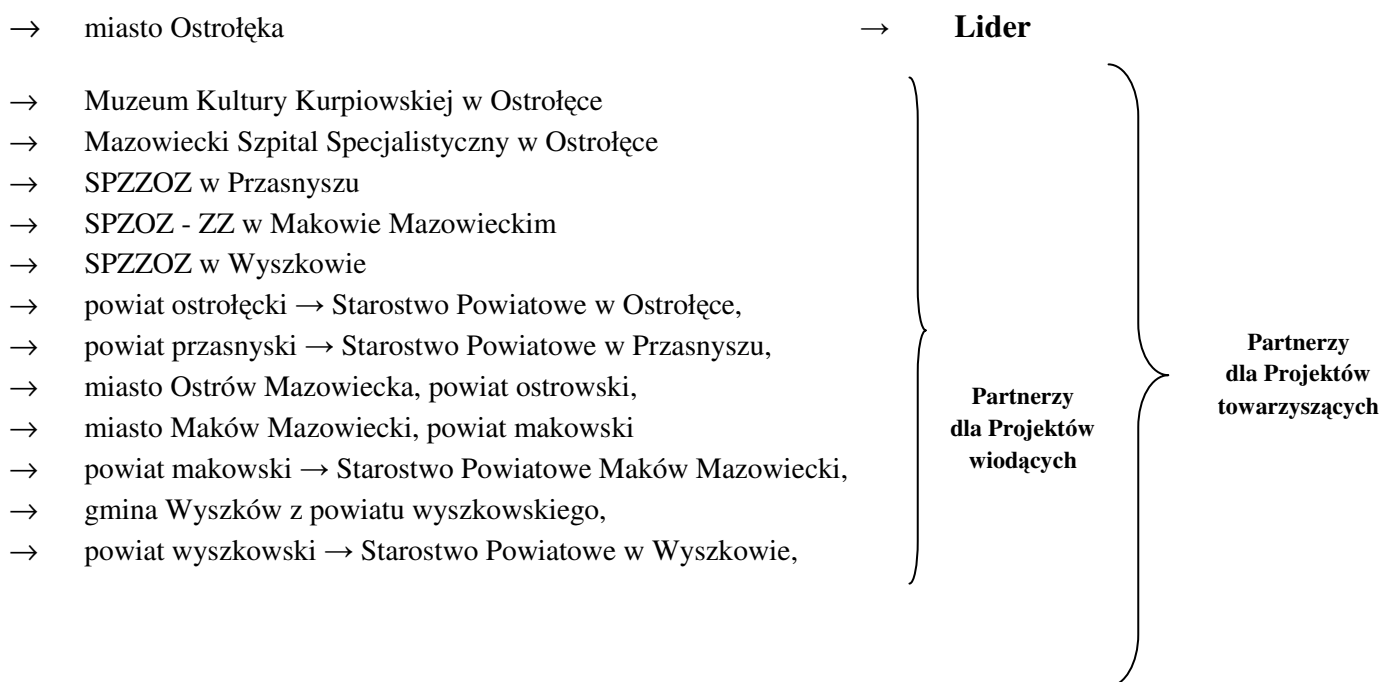 → miasto Ostrołęka → Lider
→ Muzeum Kultury Kurpiowskiej w Ostrołęce
→ Mazowiecki Szpital Specjalistyczny w Ostrołęce
→ SPZZOZ w Przasnyszu
→ SPZOZ - ZZ w Makowie Mazowieckim
→ SPZZOZ w Wyszkowie
→ powiat ostrołęcki → Starostwo Powiatowe w Ostrołęce,
→ powiat przasnyski → Starostwo Powiatowe w Przasnyszu,
→ miasto Ostrów Mazowiecka, powiat ostrowski,
→ miasto Maków Mazowiecki, powiat makowski
→ powiat makowski → Starostwo Powiatowe Maków Mazowiecki,
→ gmina Wyszków z powiatu wyszkowskiego,
→ powiat wyszkowski → Starostwo Powiatowe w Wyszkowie,
Partnerzy
dla Projektów
wiodących
Partnerzy
dla Projektów
towarzyszących